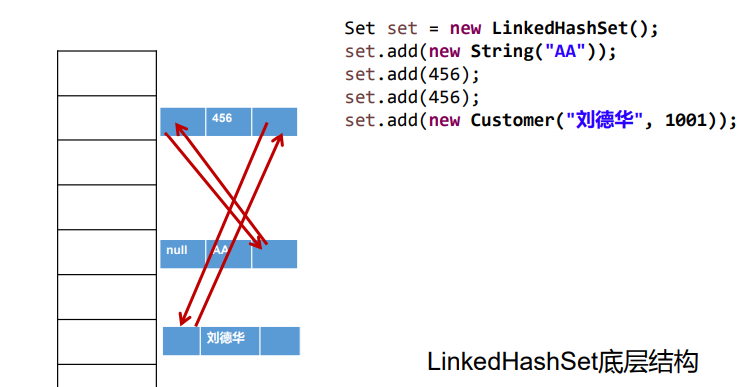 Set set = new LinkedHashSet();
set.add(new String("AA"));
set.add(456);
set.add(456);
set.add(new Customer("刘德华", 1001));
456
null AA
刘德华
LinkedHashSet底层结构